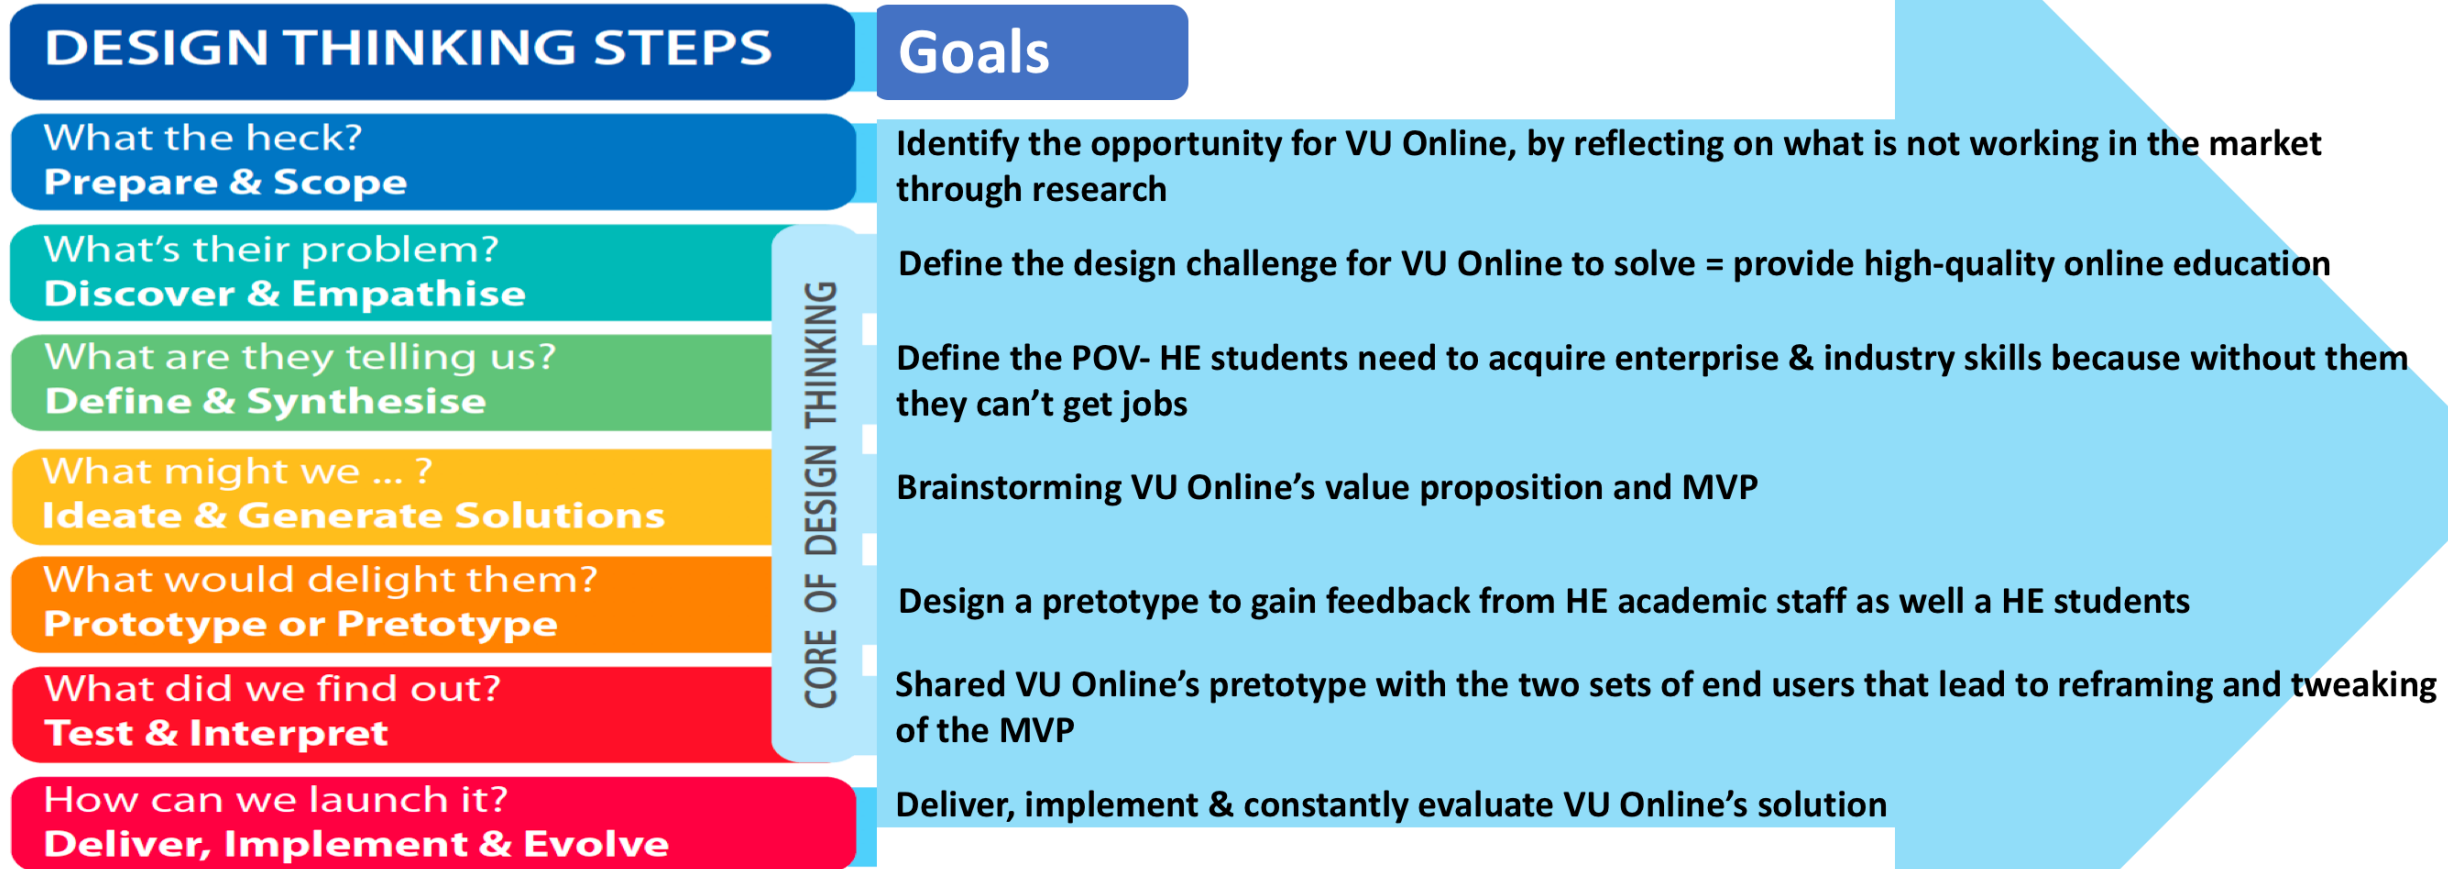 DESIGN THINKING STEPS
Goals
What the heck?
Prepare & Scope
Identify the opportunity for VU Online, by reflecting on what is not working in the market
through research
What's their problem?
Discover & Empathise
Define the design challenge for VU Online to solve = provide high-quality online education
What are they telling us?
Define & Synthesise
Define the POV- HE students need to acquire enterprise & industry skills because without them
they can't get jobs
What might we ... ?
Ideate & Generate Solutions
Brainstorming VU Online's value proposition and MVP
What would delight them?
Prototype or Pretotype
Design a pretotype to gain feedback from HE academic staff as well a HE students
What did we find out?
Test & Interpret
Shared VU Online's pretotype with the two sets of end users that lead to reframing and tweaking
of the MVP
How can we launch it?
Deliver, Implement & Evolve
Deliver, implement & constantly evaluate VU Online's solution
CORE OF DESIGN THINKING